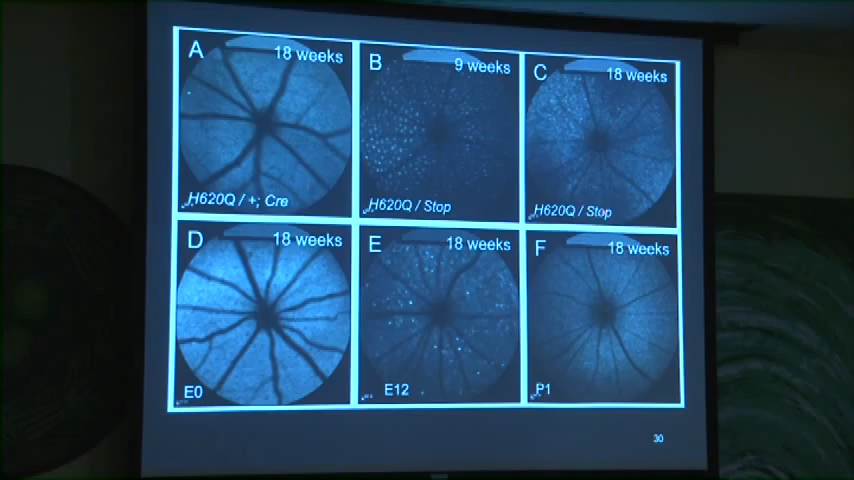 A
18 weeks
H620Q / +; Cre
B
9 weeks
H620Q / Stop
C
18 weeks
H620Q / Stop
D
18 weeks
E0
E
18 weeks
E12
F
18 weeks
P1
30